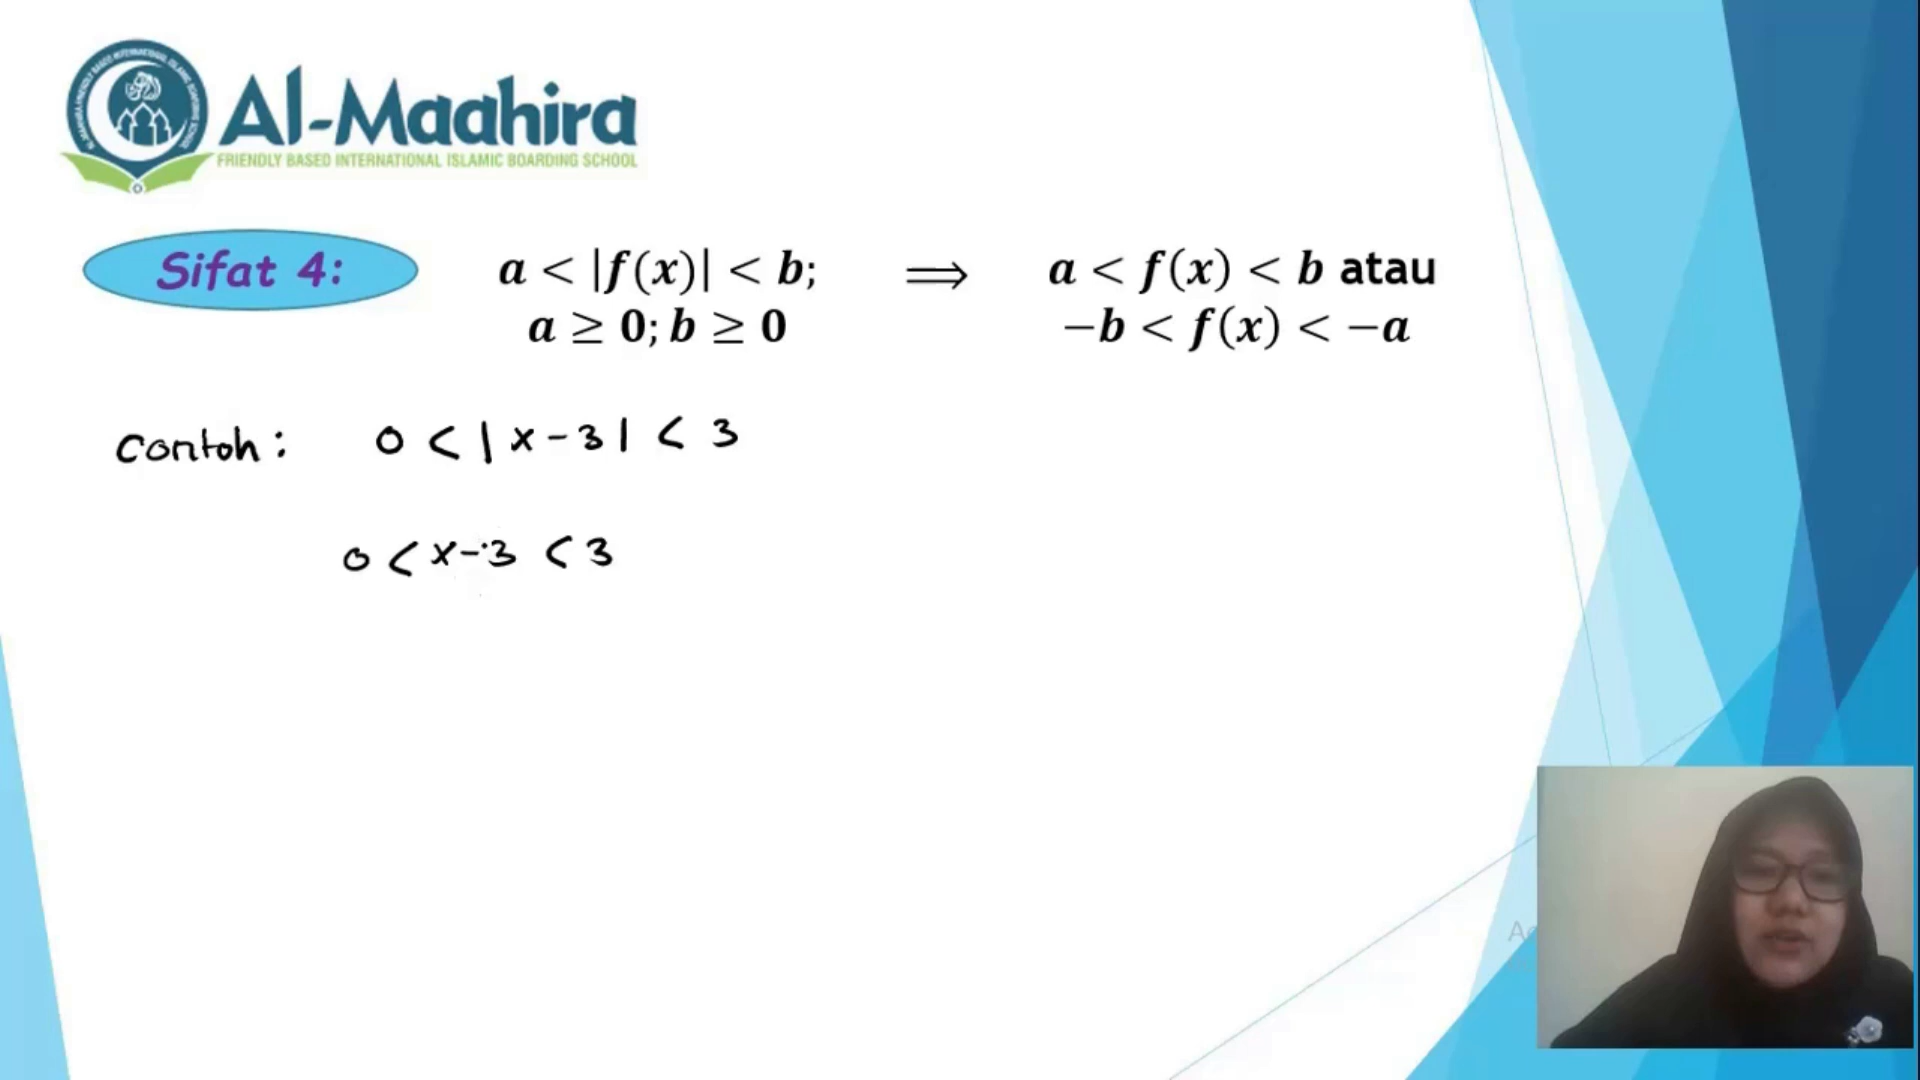 Al-Maahira
FRIENDLY BASED INTERNATIONAL ISLAMIC BOARDING SCHOOL
Sifat 4:
a < |f(x)| < b; ⟹ a < f(x) < b atau
a ≥ 0; b ≥ 0 −b < f(x) < −a
Contoh: 0 < |x-3| < 3
0 < x-3 < 3